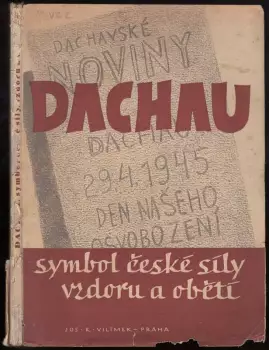 DACHAVSKÉ
NOVINY
DACHAU
DACHAU
29.4.1945
DEN NAŠEHO
OSVOBOZENÍ
symbol české síly
vzdoru a obětí
JOS. R. VILÍMEK - PRAHA